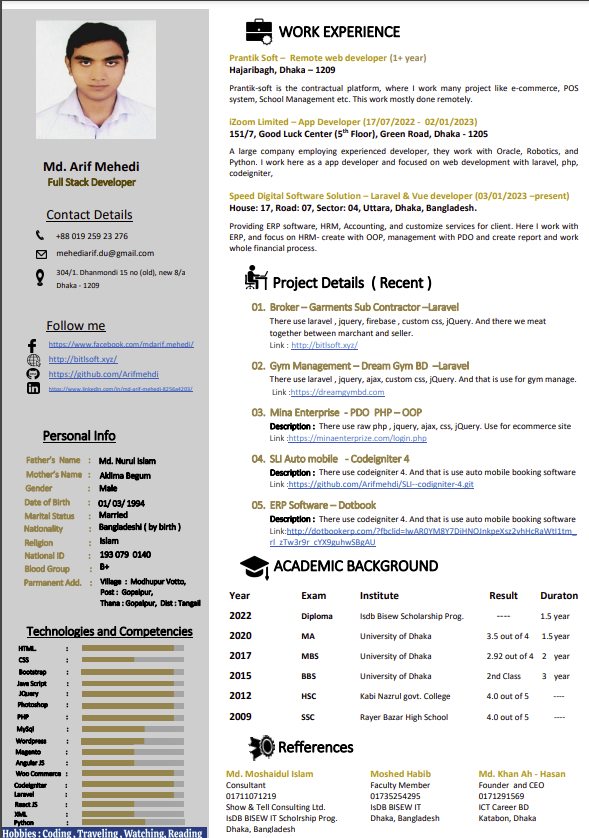 Md. Arif Mehedi
Full Stack Developer
Contact Details
+88 019 259 23 276
mehediarif.du@gmail.com
304/1. Dhanmondi 15 no (old), new 8/a
Dhaka - 1209
Follow me
https://www.facebook.com/mdarif.mehedi/
http://bitlsoft.xyz/
https://github.com/Arifmehdi
https://www.linkedin.com/in/md-arif-mehedi-8256a4203/
Personal Info
Father's Name : Md. Nurul Islam
Mother's Name : Aklima Begum
Gender : Male
Date of Birth : 01/ 03/ 1994
Marital Status : Married
Nationality : Bangladeshi ( by birth )
Religion : Islam
National ID : 193 079 0140
Blood Group : B+
Parmanent Add. : Village : Modhupur Votto,
Post : Gopalpur,
Thana : Gopalpur, Dist : Tangail
Technologies and Competencies
HTML :
CSS :
Bootstrap :
Java Script :
JQuery :
Photoshop :
PHP :
MySql :
Wordpress :
Magento :
Angular JS :
Woo Commerce :
Codeigniter :
Laravel :
React JS :
XML :
Python :
Hobbies : Coding , Traveling , Watching, Reading
WORK EXPERIENCE
Prantik Soft – Remote web developer (1+ year)
Hajaribagh, Dhaka – 1209
Prantik-soft is the contractual platform, where I work many project like e-commerce, POS
system, School Management etc. This work mostly done remotely.
iZoom Limited – App Developer (17/07/2022 - 02/01/2023)
151/7, Good Luck Center (5th Floor), Green Road, Dhaka - 1205
A large company employing experienced developer, they work with Oracle, Robotics, and
Python. I work here as a app developer and focused on web development with laravel, php,
codeigniter,
Speed Digital Software Solution – Laravel & Vue developer (03/01/2023 –present)
House: 17, Road: 07, Sector: 04, Uttara, Dhaka, Bangladesh.
Providing ERP software, HRM, Accounting, and customize services for client. Here I work with
ERP, and focus on HRM- create with OOP, management with PDO and create report and work
whole financial process.
Project Details ( Recent )
01. Broker – Garments Sub Contractor –Laravel
There use laravel , jquery, firebase , custom css, jQuery. And there we meat
together between marchant and seller.
Link : http://bitlsoft.xyz/
02. Gym Management – Dream Gym BD –Laravel
There use laravel , jquery, ajax, custom css, jQuery. And that is use for gym manage.
Link :https://dreamgymbd.com
03. Mina Enterprise - PDO PHP – OOP
Description : There use raw php , jquery, ajax, css, jQuery. Use for ecommerce site
Link :https://minaenterprize.com/login.php
04. SLI Auto mobile - Codeigniter 4
Description : There use codeigniter 4. And that is use auto mobile booking software
Link :https://github.com/Arifmehdi/SLI--codigniter-4.git
05. ERP Software – Dotbook
Description : There use codeigniter 4. And that is use auto mobile booking software
Link:http://dotbookerp.com/?fbclid=IwAR0YM8Y7DiHNOJnkpeXsz2vhHcRaWtI1tm_
rI_zTw3r9r_cYX9guhwSBgAU
ACADEMIC BACKGROUND
Year Exam Institute Result Duraton
2022 Diploma Isdb Bisew Scholarship Prog. ---- 1.5 year
2020 MA University of Dhaka 3.5 out of 4 1.5 year
2017 MBS University of Dhaka 2.92 out of 4 2 year
2015 BBS University of Dhaka 2nd Class 3 year
2012 HSC Kabi Nazrul govt. College 4.0 out of 5 ----
2009 SSC Rayer Bazar High School 4.0 out of 5 ----
Refferences
Md. Moshaidul Islam
Consultant
01711071219
Show & Tell Consulting Ltd.
IsDB BISEW IT Scholrship Prog.
Dhaka, Bangladesh
Moshed Habib
Faculty Member
01735254295
IsDB BISEW IT
Dhaka, Bangladesh
Md. Khan Ah - Hasan
Founder and CEO
0171291569
ICT Career BD
Katabon, Dhaka